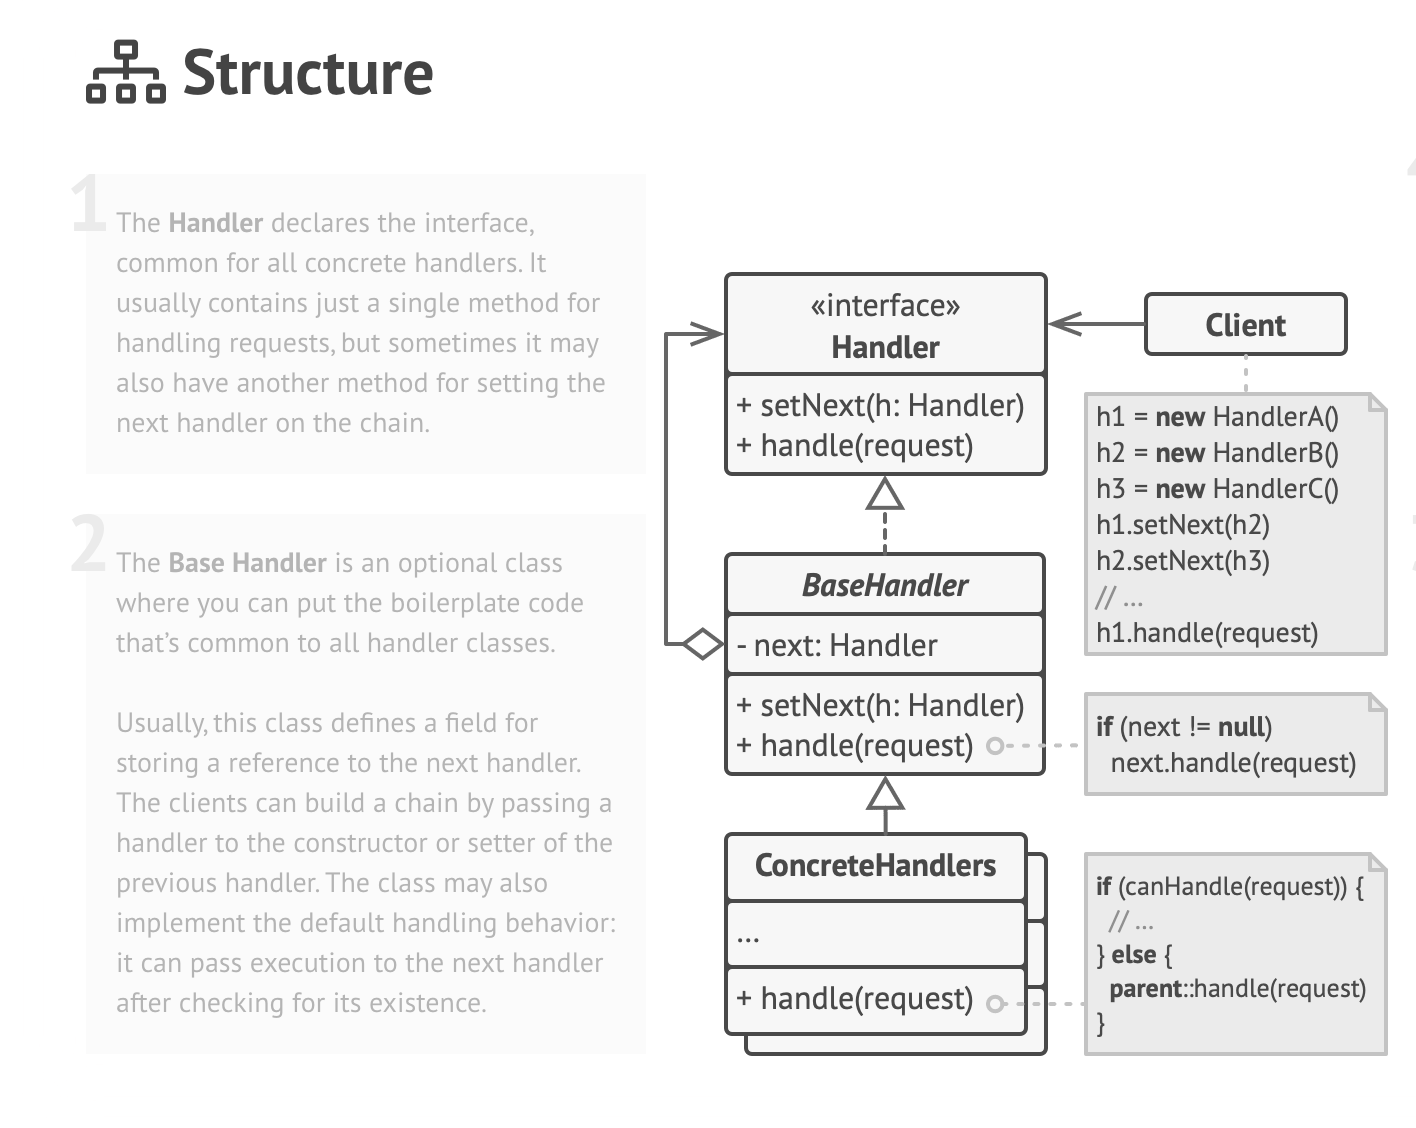 Structure
1
The Handler declares the interface,
common for all concrete handlers. It
usually contains just a single method for
handling requests, but sometimes it may
also have another method for setting the
next handler on the chain.
2
The Base Handler is an optional class
where you can put the boilerplate code
that's common to all handler classes.
Usually, this class defines a field for
storing a reference to the next handler.
The clients can build a chain by passing a
handler to the constructor or setter of the
previous handler. The class may also
implement the default handling behavior:
it can pass execution to the next handler
after checking for its existence.
«interface»
Handler
+ setNext(h: Handler)
+ handle(request)
BaseHandler
- next: Handler
+ setNext(h: Handler)
+ handle(request)
ConcreteHandlers
...
+ handle(request)
Client
h1 = new HandlerA()
h2 = new HandlerB()
h3 = new HandlerC()
h1.setNext(h2)
h2.setNext(h3)
// ...
h1.handle(request)
if (next != null)
next.handle(request)
if (canHandle(request)) {
// ...
} else {
parent::handle(request)
}